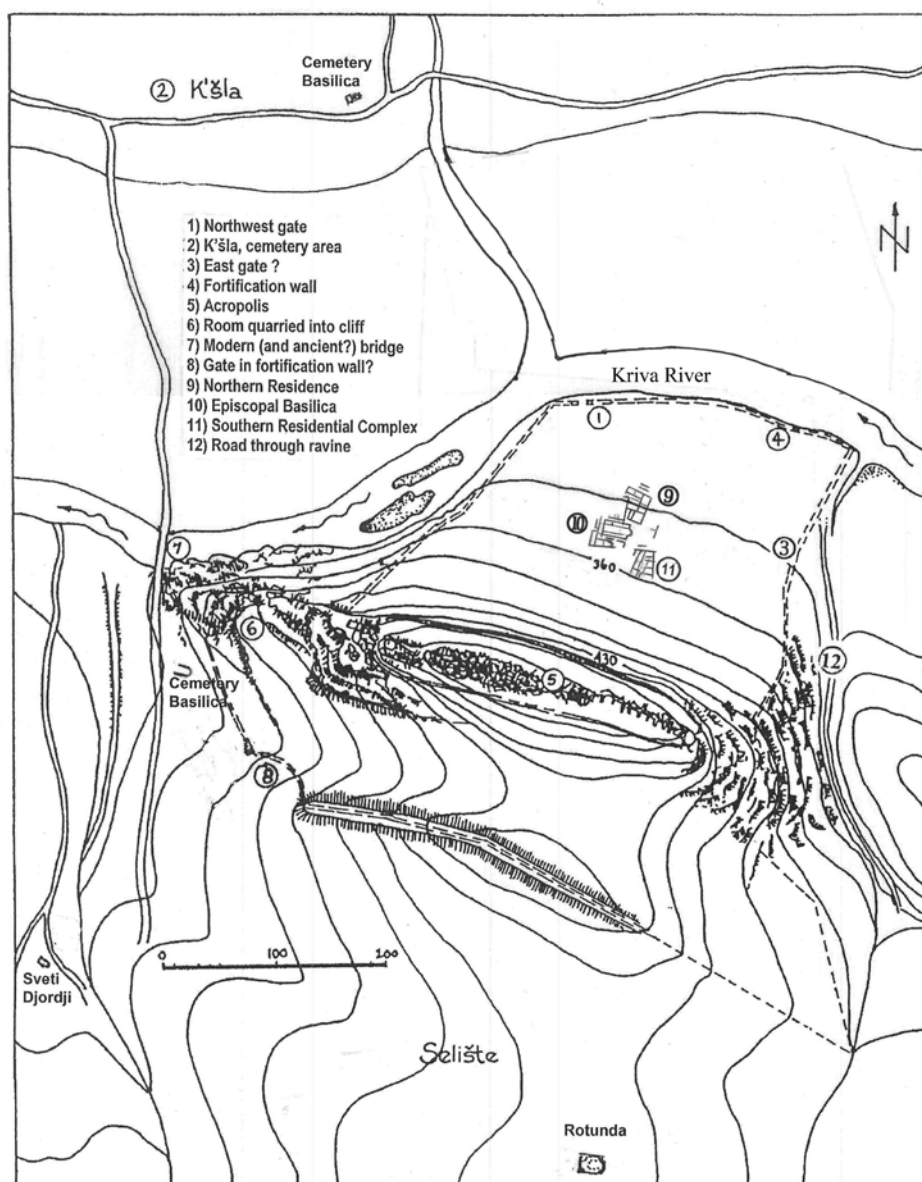 Cemetery
Basilica
② K'šla
N
1) Northwest gate
2) K'šla, cemetery area
3) East gate ?
4) Fortification wall
5) Acropolis
6) Room quarried into cliff
7) Modern (and ancient?) bridge
8) Gate in fortification wall?
9) Northern Residence
10) Episcopal Basilica
11) Southern Residential Complex
12) Road through ravine
Kriva River
1
4
9
10
3
11
360
7
6
430
12
5
Cemetery
Basilica
8
0 100 200
Sveti
Djordji
Selište
Rotunda